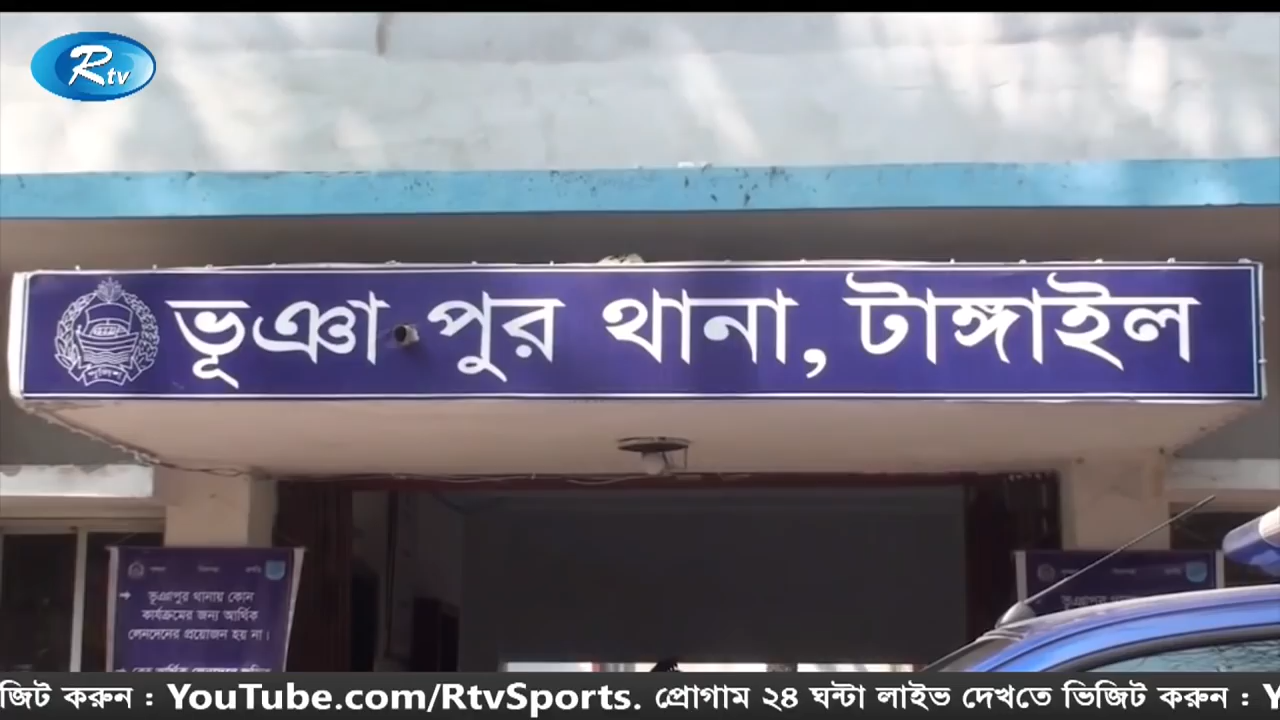 Rtv
ভূঞা পুর থানা, টাঙ্গাইল
পুলিশ
ভূঞাপুর থানায় কোন
কার্যক্রমের জন্য আর্থিক
লেনদেনের প্রয়োজন হয় না।
ভূঞাপুর
জিট করুন : YouTube.com/RtvSports. প্রোগাম ২৪ ঘন্টা লাইভ দেখতে ভিজিট করুন : Y